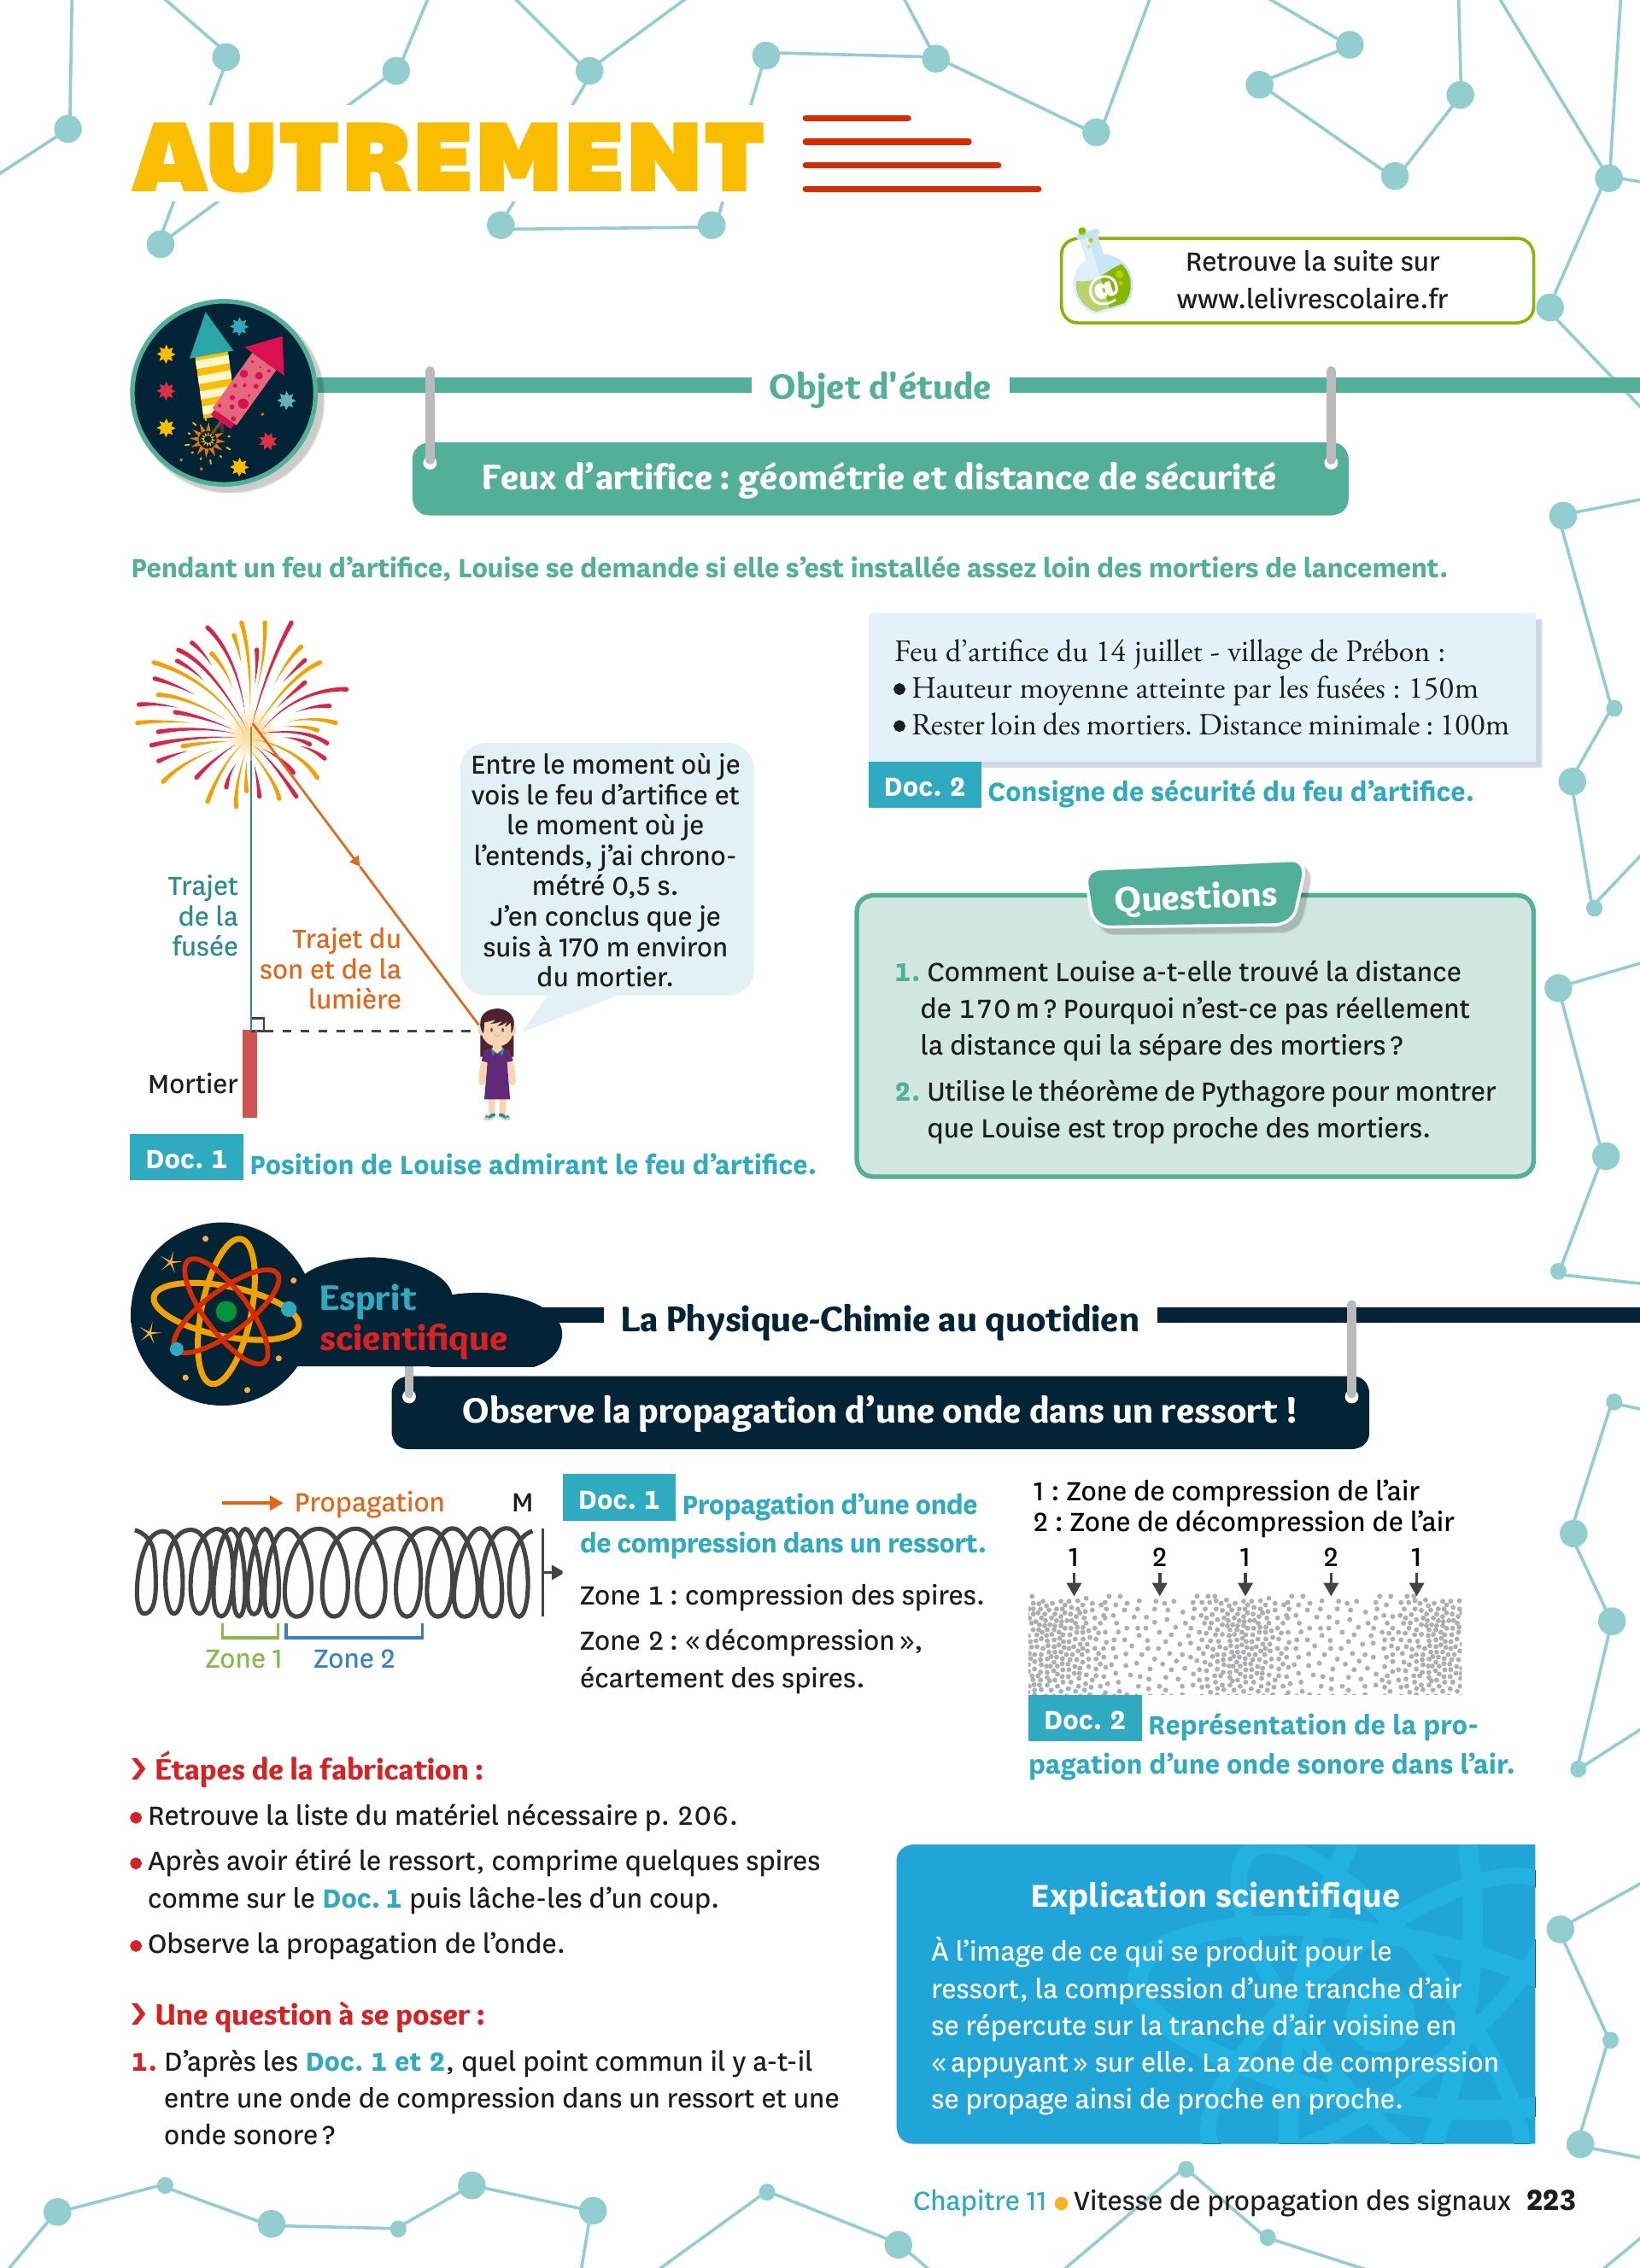 AUTREMENT
Retrouve la suite sur
www.lelivrescolaire.fr
Objet d'étude
Feux d’artifice : géométrie et distance de sécurité
Pendant un feu d’artifice, Louise se demande si elle s’est installée assez loin des mortiers de lancement.
Entre le moment où je
vois le feu d’artifice et
le moment où je
l’entends, j’ai chrono-
métré 0,5 s.
J’en conclus que je
suis à 170 m environ
du mortier.
Trajet
de la
fusée
Trajet du
son et de la
lumière
Mortier
Doc. 1 Position de Louise admirant le feu d’artifice.
Feu d’artifice du 14 juillet - village de Prébon :
• Hauteur moyenne atteinte par les fusées : 150m
• Rester loin des mortiers. Distance minimale : 100m
Doc. 2 Consigne de sécurité du feu d’artifice.
Questions
1. Comment Louise a-t-elle trouvé la distance
de 170 m ? Pourquoi n’est-ce pas réellement
la distance qui la sépare des mortiers ?
2. Utilise le théorème de Pythagore pour montrer
que Louise est trop proche des mortiers.
Esprit
scientifique
La Physique-Chimie au quotidien
Observe la propagation d’une onde dans un ressort !
Propagation M
Zone 1 Zone 2
Doc. 1 Propagation d’une onde
de compression dans un ressort.
Zone 1 : compression des spires.
Zone 2 : « décompression »,
écartement des spires.
1 : Zone de compression de l’air
2 : Zone de décompression de l’air
1 2 1 2 1
Doc. 2 Représentation de la pro-
pagation d’une onde sonore dans l’air.
› Étapes de la fabrication :
• Retrouve la liste du matériel nécessaire p. 206.
• Après avoir étiré le ressort, comprime quelques spires
comme sur le Doc. 1 puis lâche-les d’un coup.
• Observe la propagation de l’onde.
› Une question à se poser :
1. D’après les Doc. 1 et 2, quel point commun il y a-t-il
entre une onde de compression dans un ressort et une
onde sonore ?
Explication scientifique
À l’image de ce qui se produit pour le
ressort, la compression d’une tranche d’air
se répercute sur la tranche d’air voisine en
« appuyant » sur elle. La zone de compression
se propage ainsi de proche en proche.
Chapitre 11 • Vitesse de propagation des signaux 223